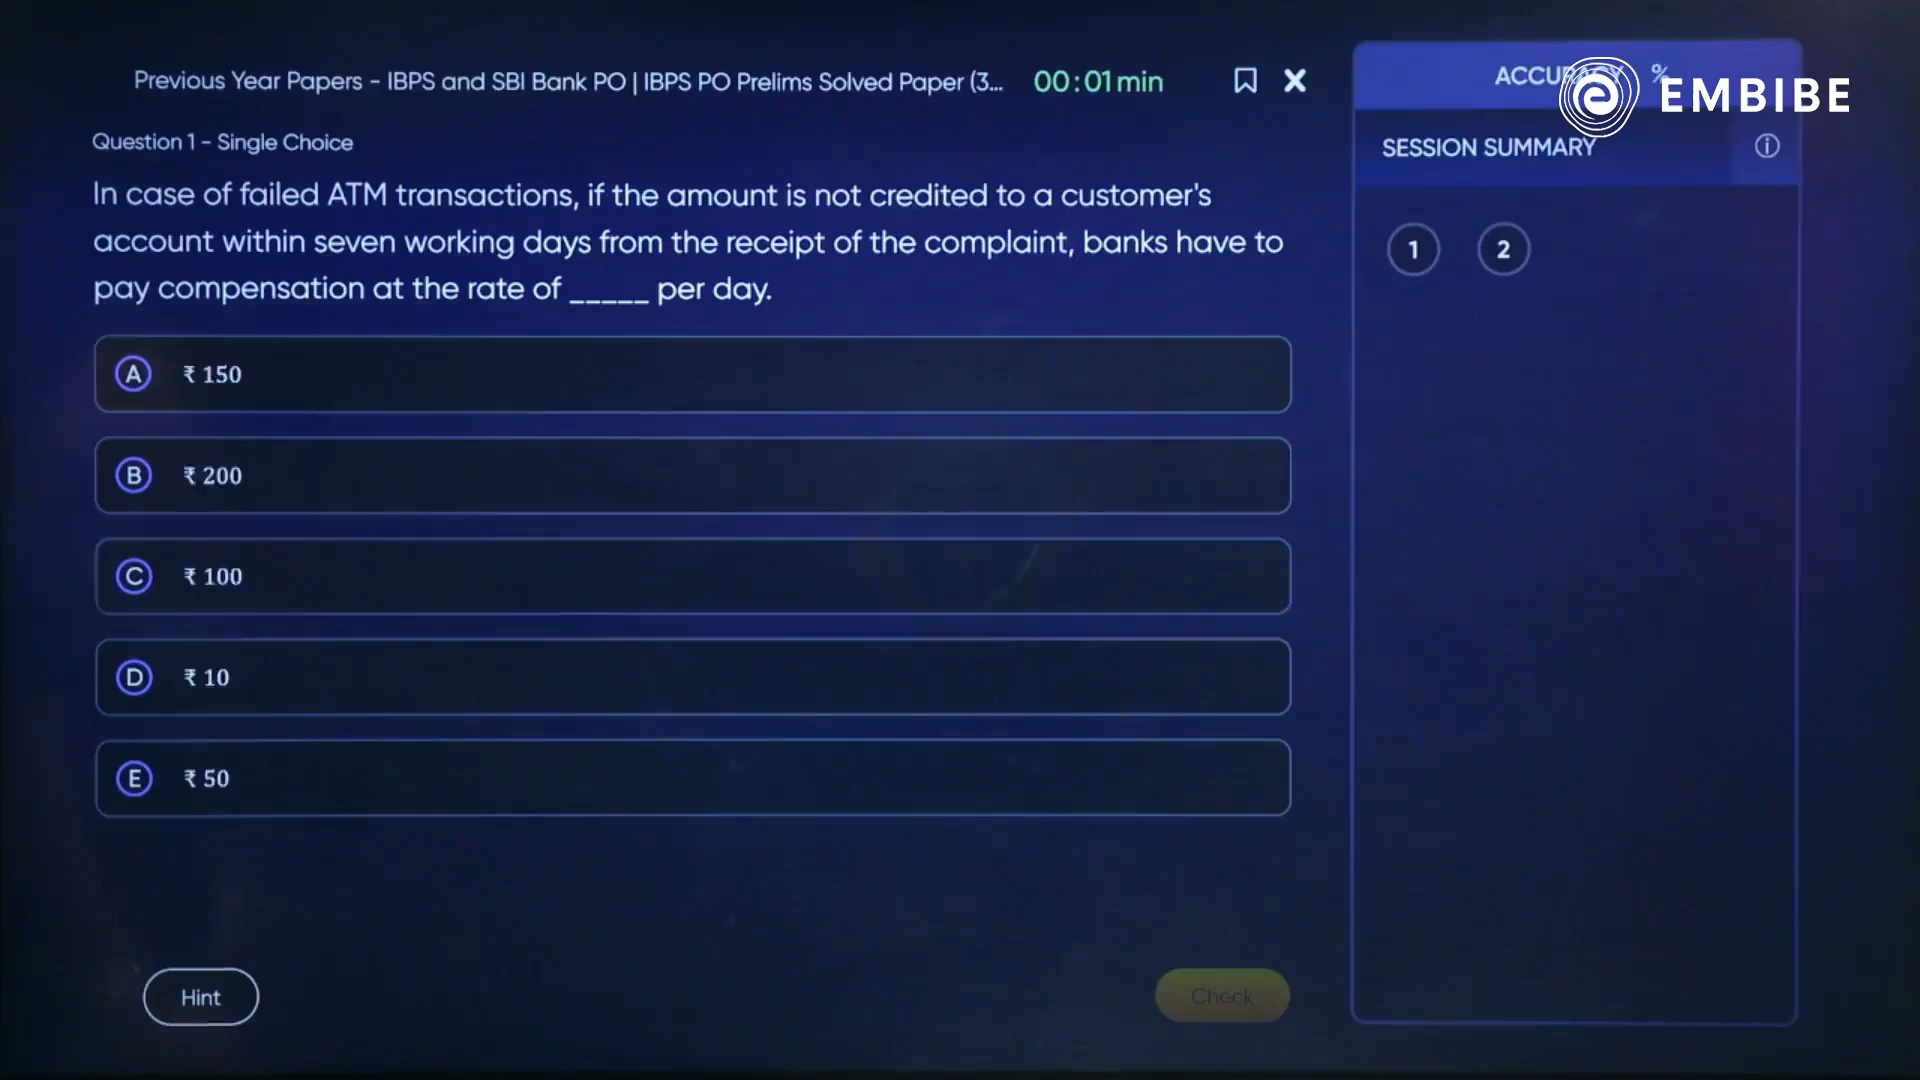 Previous Year Papers - IBPS and SBI Bank PO | IBPS PO Prelims Solved Paper (3... 00:01 min
ACCURACY %
EMBIBE
SESSION SUMMARY
Question 1 - Single Choice
In case of failed ATM transactions, if the amount is not credited to a customer's
account within seven working days from the receipt of the complaint, banks have to
pay compensation at the rate of _____ per day.
1 2
A ₹ 150
B ₹ 200
C ₹ 100
D ₹ 10
E ₹ 50
Hint
Check